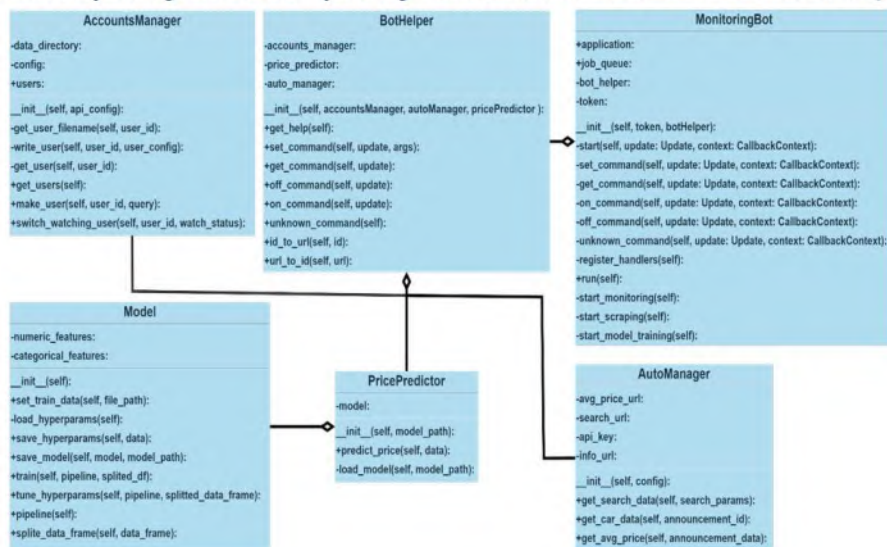 AccountsManager
-data_directory:
-config:
+users:
__init__(self, api_config):
-get_user_filename(self, user_id):
-write_user(self, user_id, user_config):
-get_user(self, user_id):
+get_users(self):
+make_user(self, user_id, query):
+switch_watching_user(self, user_id, watch_status):
BotHelper
-accounts_manager:
-price_predictor:
-auto_manager:
__init__(self, accountsManager, autoManager, pricePredictor ):
+get_help(self):
+set_command(self, update, args):
+get_command(self, update):
+off_command(self, update):
+on_command(self, update):
+unknown_command(self):
+id_to_url(self, id):
+url_to_id(self, url):
MonitoringBot
+application:
+job_queue:
-bot_helper:
-token:
__init__(self, token, botHelper):
-start(self, update: Update, context: CallbackContext):
-set_command(self, update: Update, context: CallbackContext):
-get_command(self, update: Update, context: CallbackContext):
-on_command(self, update: Update, context: CallbackContext):
-off_command(self, update: Update, context: CallbackContext):
-unknown_command(self, update: Update, context: CallbackContext):
-register_handlers(self):
+run(self):
-start_monitoring(self):
-start_scraping(self):
-start_model_training(self):
Model
-numeric_features:
-categorical_features:
__init__(self):
+set_train_data(self, file_path):
-load_hyperparams(self):
+save_hyperparams(self, data):
+save_model(self, model, model_path):
+train(self, pipeline, splited_df):
+tune_hyperparams(self, pipeline, splitted_data_frame):
+pipeline(self):
+splite_data_frame(self, data_frame):
PricePredictor
-model:
__init__(self, model_path):
+predict_price(self, data):
-load_model(self, model_path):
AutoManager
-avg_price_url:
-search_url:
-api_key:
-info_url:
__init__(self, config):
+get_search_data(self, search_params):
+get_car_data(self, announcement_id):
+get_avg_price(self, announcement_data):